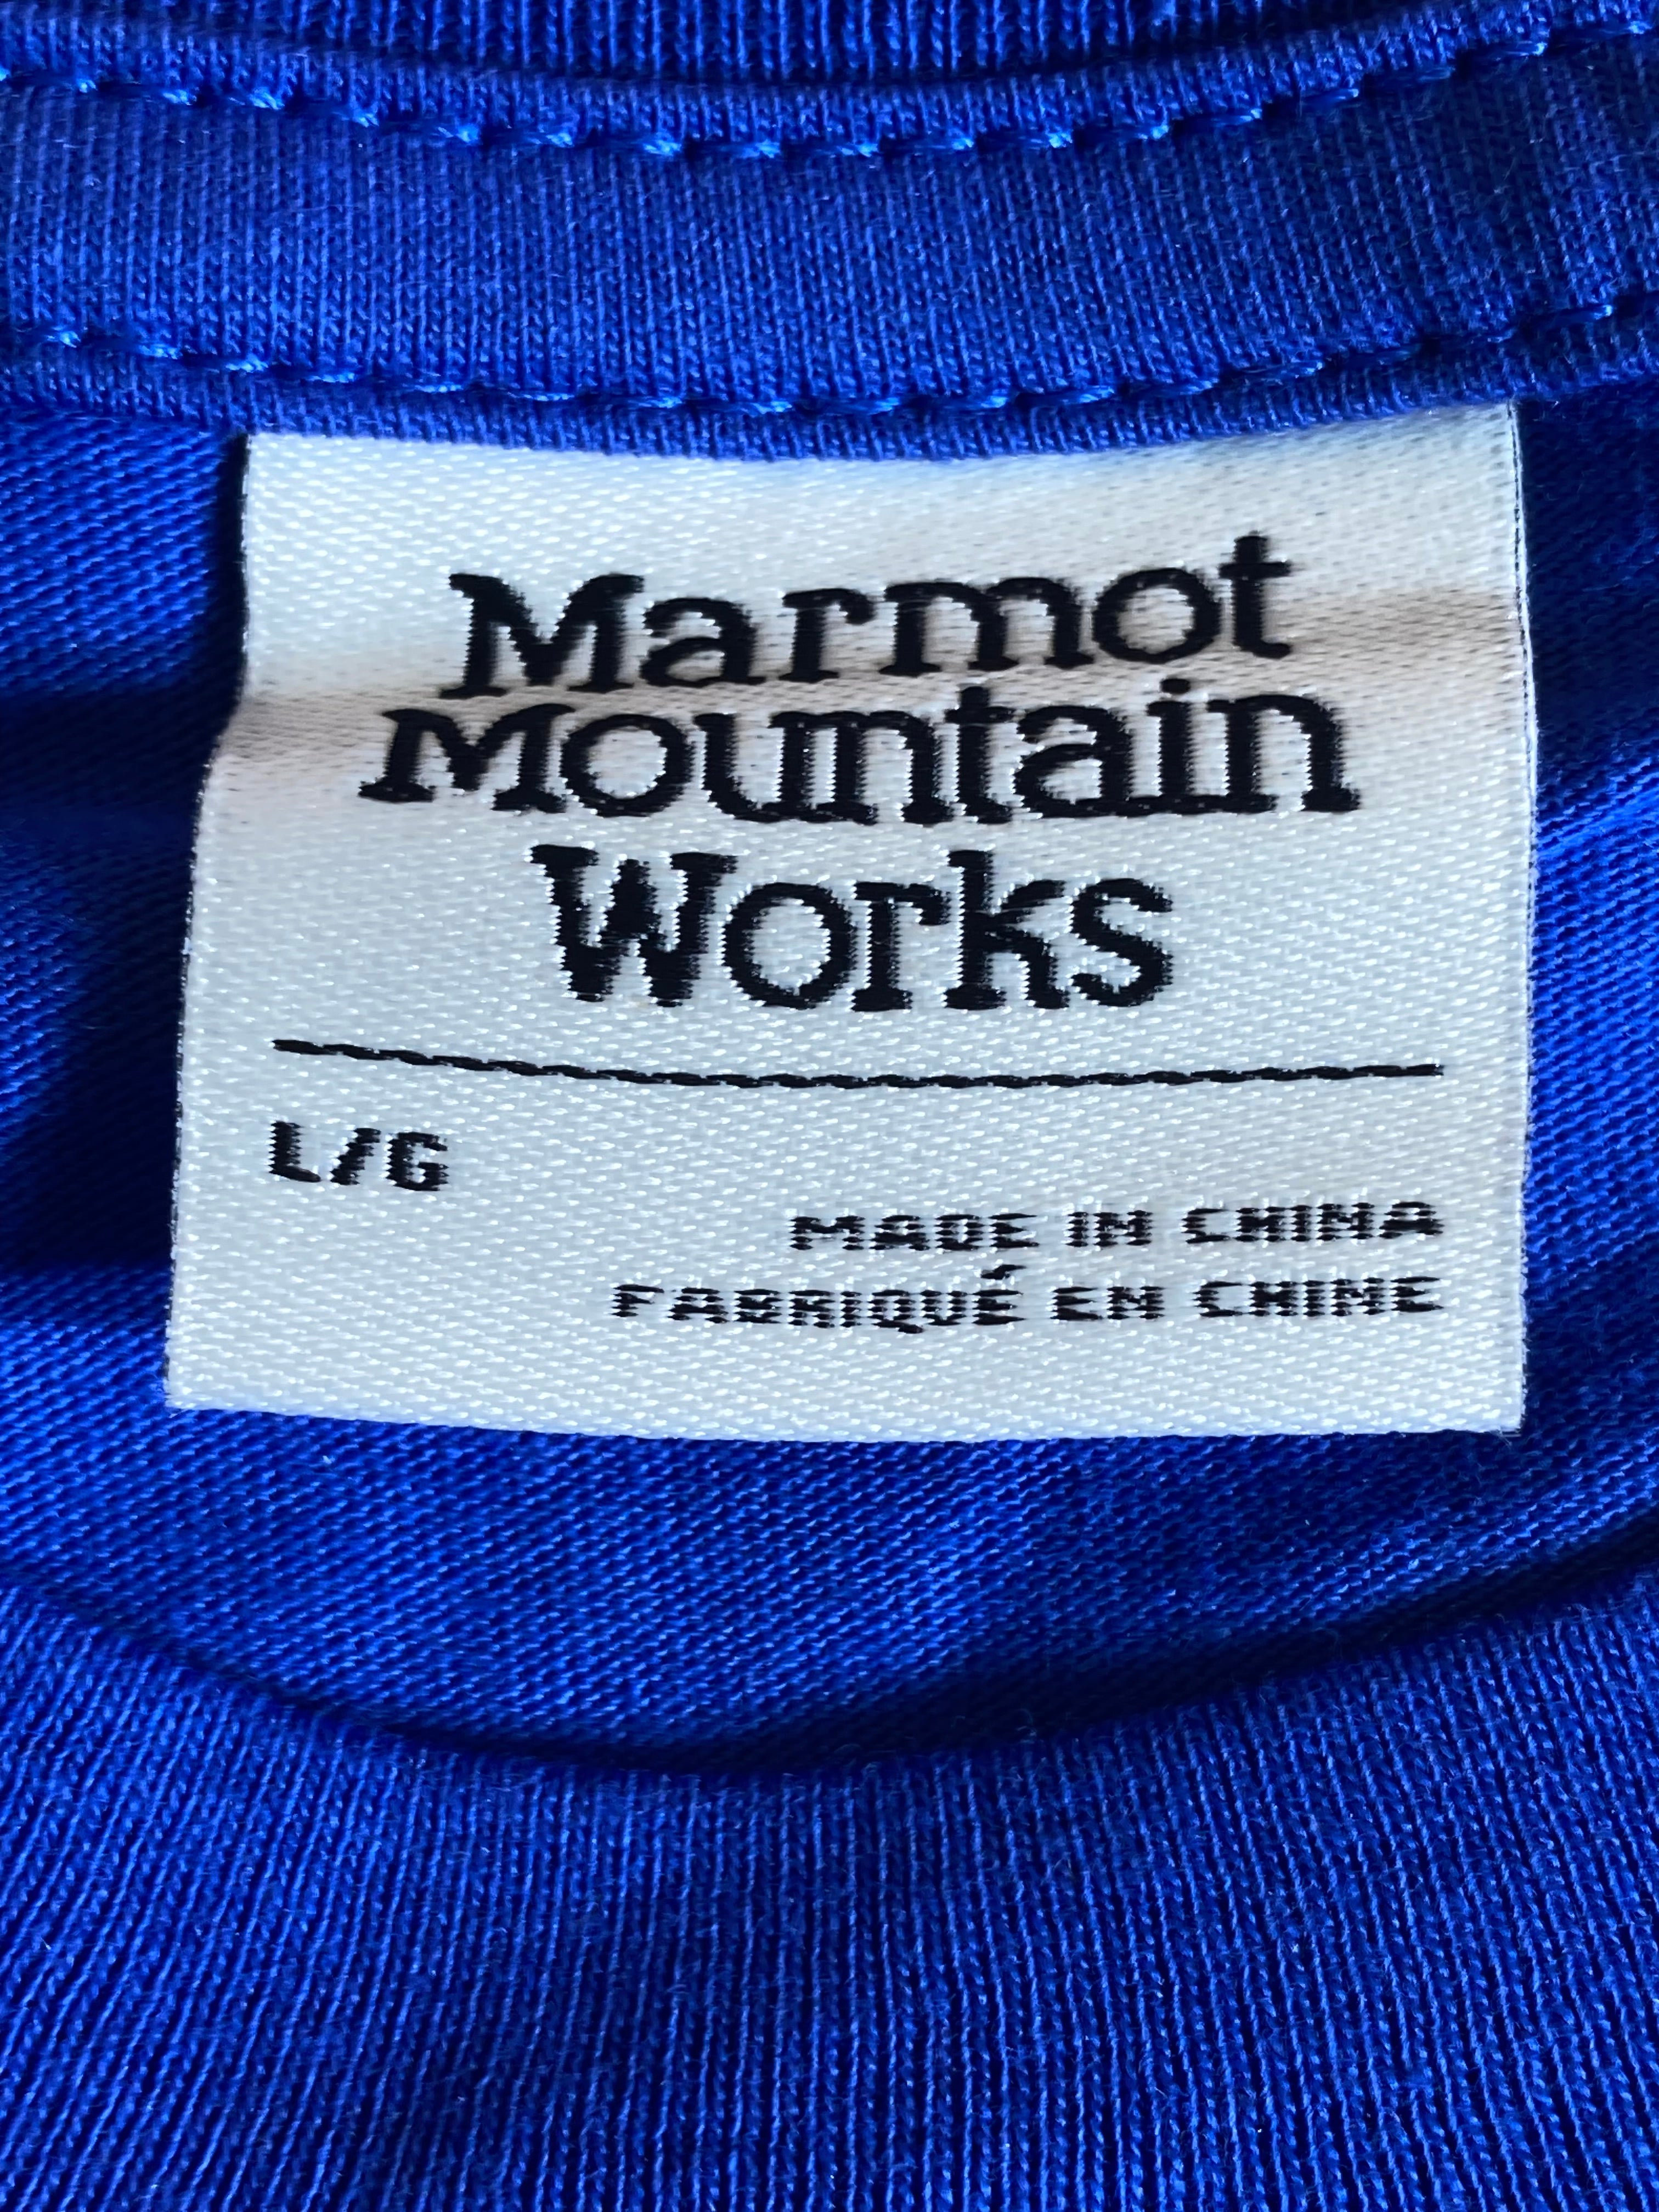 Marmot
Mountain
Works
L/G
MADE IN CHINA
FABRIQUÉ EN CHINE